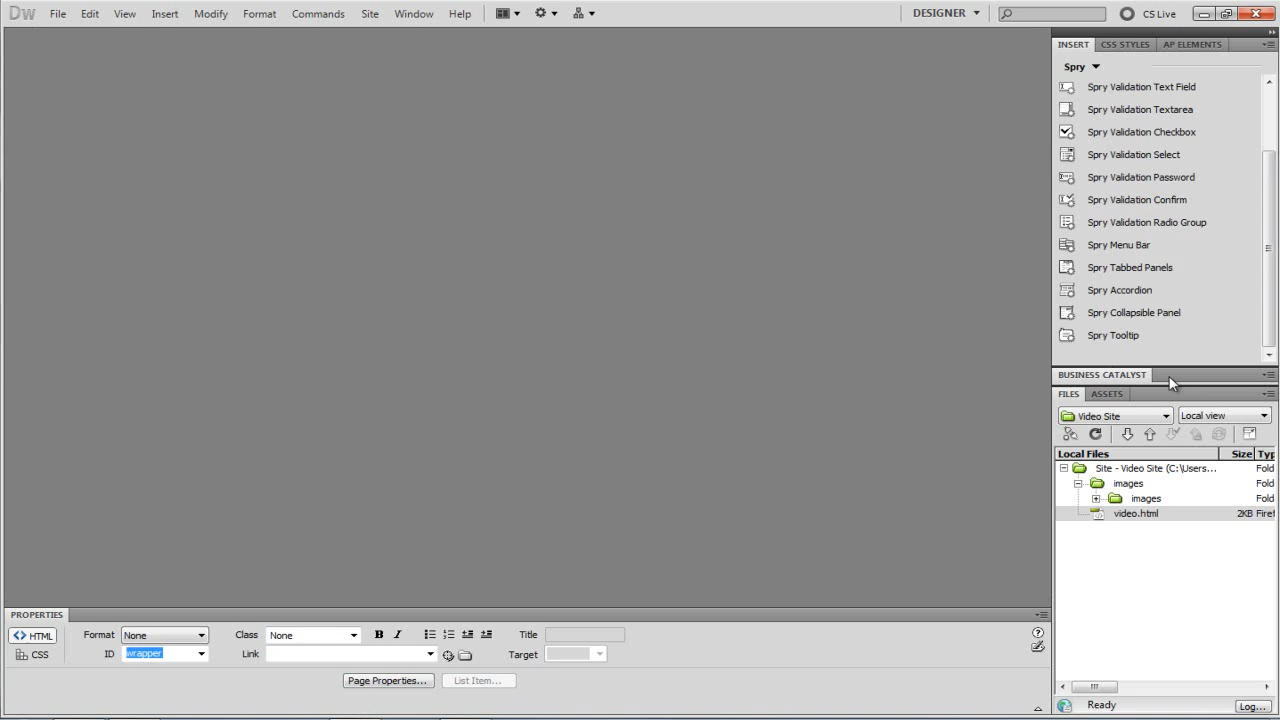 Dw File Edit View Insert Modify Format Commands Site Window Help DESIGNER CS Live
INSERT CSS STYLES AP ELEMENTS
Spry
Spry Validation Text Field
Spry Validation Textarea
Spry Validation Checkbox
Spry Validation Select
Spry Validation Password
Spry Validation Confirm
Spry Validation Radio Group
Spry Menu Bar
Spry Tabbed Panels
Spry Accordion
Spry Collapsible Panel
Spry Tooltip
BUSINESS CATALYST
FILES ASSETS
Video Site Local view
Local Files Size Typ
Site - Video Site (C:\Users... Fold
images Fold
images Fold
video.html 2KB Firef
PROPERTIES
<> HTML Format None Class None B I Title
CSS ID wrapper Link Target
Page Properties... List Item...
Ready Log...